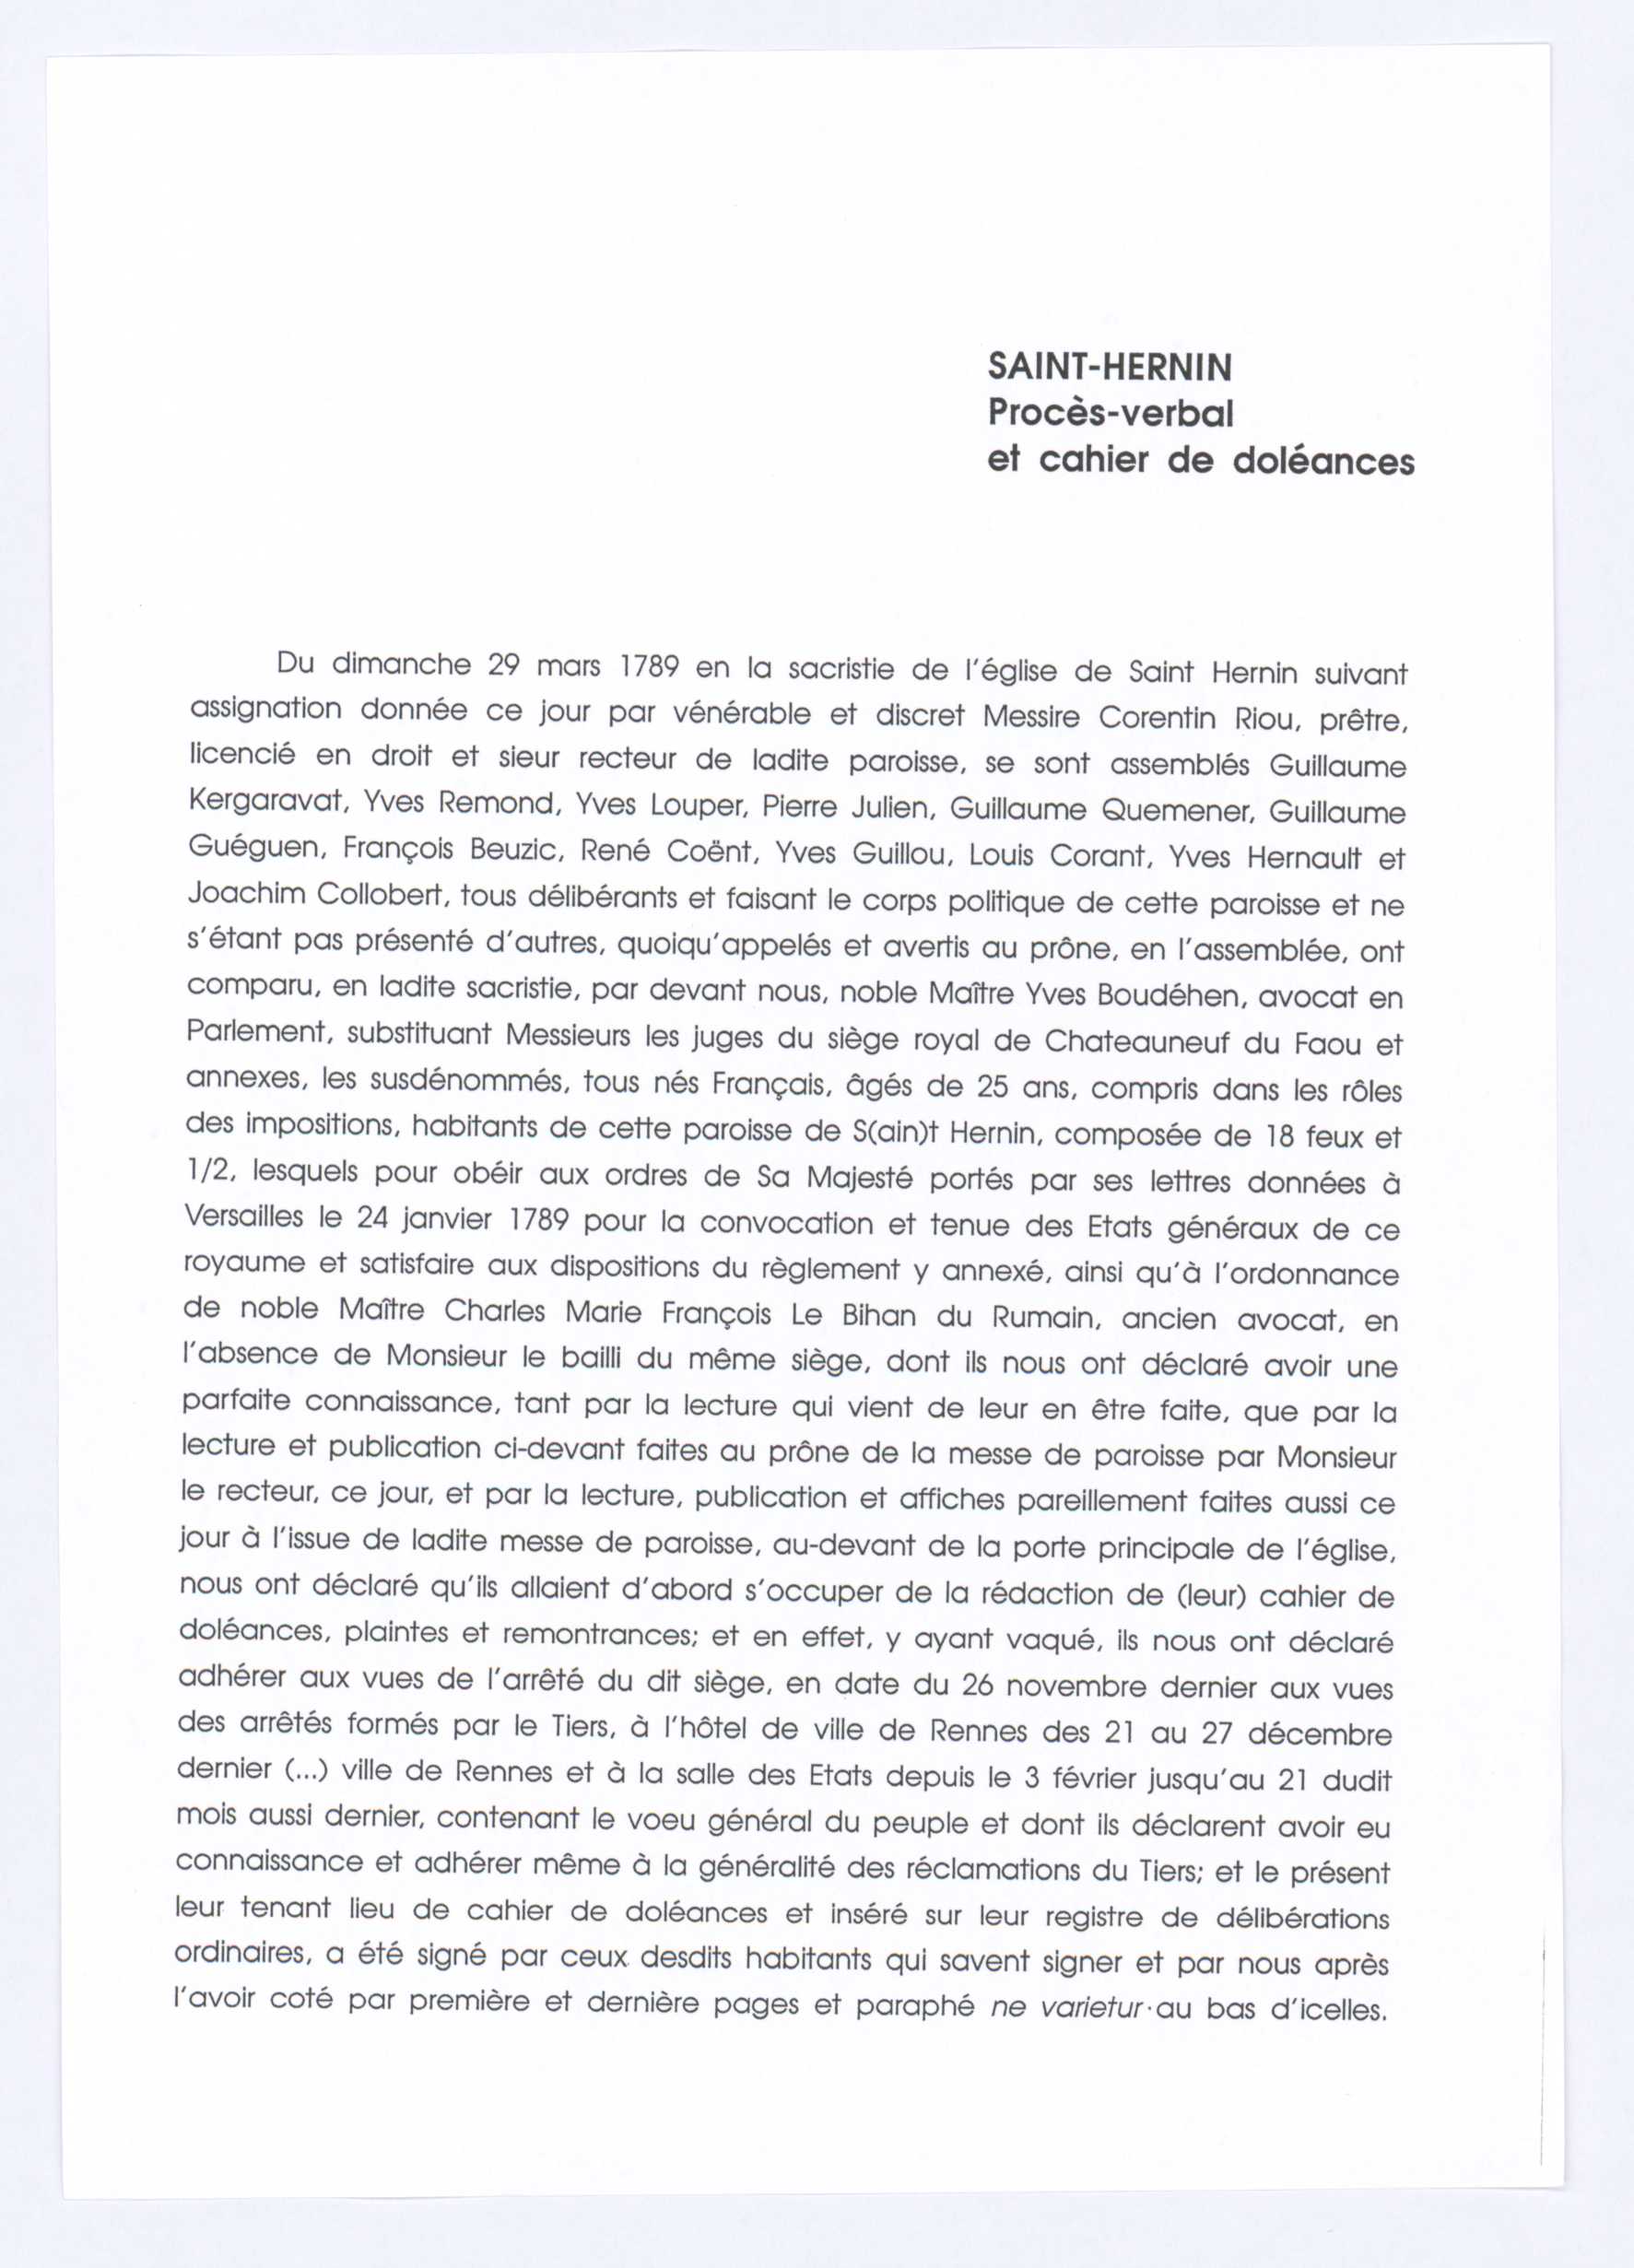 SAINT-HERNIN
Procès-verbal
et cahier de doléances
Du dimanche 29 mars 1789 en la sacristie de l'église de Saint Hernin suivant
assignation donnée ce jour par vénérable et discret Messire Corentin Riou, prêtre,
licencié en droit et sieur recteur de ladite paroisse, se sont assemblés Guillaume
Kergaravat, Yves Remond, Yves Louper, Pierre Julien, Guillaume Quemener, Guillaume
Guéguen, François Beuzic, René Coënt, Yves Guillou, Louis Corant, Yves Hernault et
Joachim Collobert, tous délibérants et faisant le corps politique de cette paroisse et ne
s'étant pas présenté d'autres, quoiqu'appelés et avertis au prône, en l'assemblée, ont
comparu, en ladite sacristie, par devant nous, noble Maître Yves Boudéhen, avocat en
Parlement, substituant Messieurs les juges du siège royal de Chateauneuf du Faou et
annexes, les susdénommés, tous nés Français, âgés de 25 ans, compris dans les rôles
des impositions, habitants de cette paroisse de S(ain)t Hernin, composée de 18 feux et
1/2, lesquels pour obéir aux ordres de Sa Majesté portés par ses lettres données à
Versailles le 24 janvier 1789 pour la convocation et tenue des Etats généraux de ce
royaume et satisfaire aux dispositions du règlement y annexé, ainsi qu'à l'ordonnance
de noble Maître Charles Marie François Le Bihan du Rumain, ancien avocat, en
l'absence de Monsieur le bailli du même siège, dont ils nous ont déclaré avoir une
parfaite connaissance, tant par la lecture qui vient de leur en être faite, que par la
lecture et publication ci-devant faites au prône de la messe de paroisse par Monsieur
le recteur, ce jour, et par la lecture, publication et affiches pareillement faites aussi ce
jour à l'issue de ladite messe de paroisse, au-devant de la porte principale de l'église,
nous ont déclaré qu'ils allaient d'abord s'occuper de la rédaction de (leur) cahier de
doléances, plaintes et remontrances; et en effet, y ayant vaqué, ils nous ont déclaré
adhérer aux vues de l'arrêté du dit siège, en date du 26 novembre dernier aux vues
des arrêtés formés par le Tiers, à l'hôtel de ville de Rennes des 21 au 27 décembre
dernier (...) ville de Rennes et à la salle des Etats depuis le 3 février jusqu'au 21 dudit
mois aussi dernier, contenant le voeu général du peuple et dont ils déclarent avoir eu
connaissance et adhérer même à la généralité des réclamations du Tiers; et le présent
leur tenant lieu de cahier de doléances et inséré sur leur registre de délibérations
ordinaires, a été signé par ceux desdits habitants qui savent signer et par nous après
l'avoir coté par première et dernière pages et paraphé ne varietur au bas d'icelles.